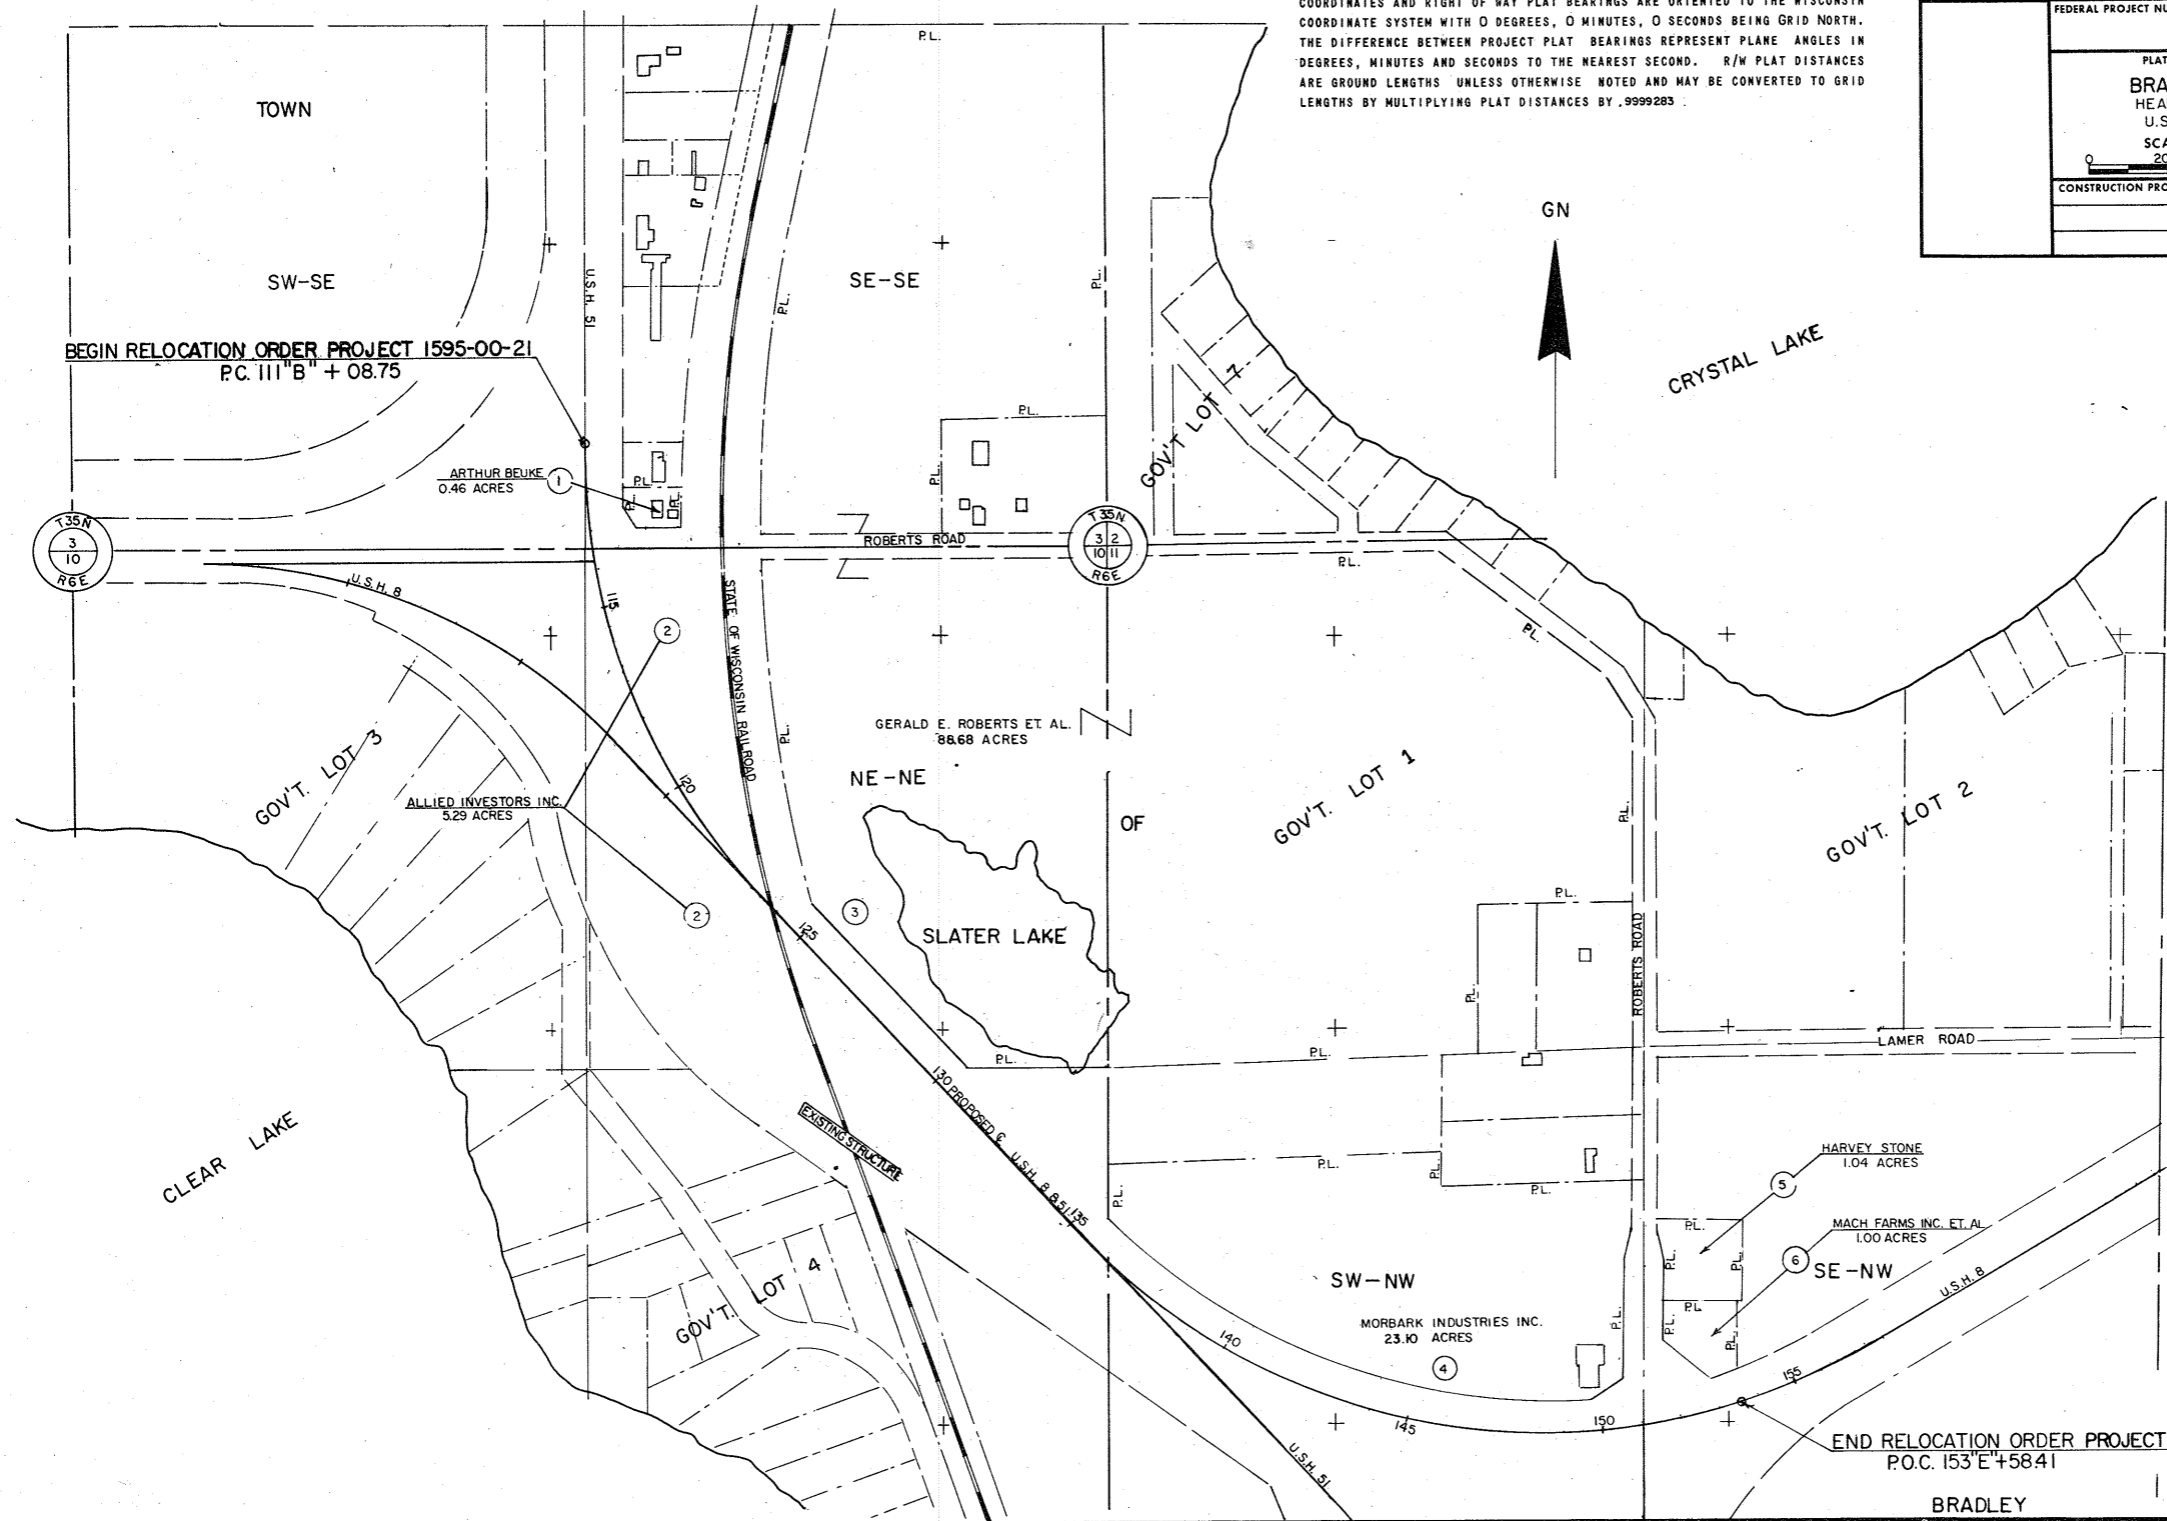 COORDINATES AND RIGHT OF WAY PLAT BEARINGS ARE ORIENTED TO THE WISCONSIN
COORDINATE SYSTEM WITH 0 DEGREES, 0 MINUTES, 0 SECONDS BEING GRID NORTH.
THE DIFFERENCE BETWEEN PROJECT PLAT BEARINGS REPRESENT PLANE ANGLES IN
DEGREES, MINUTES AND SECONDS TO THE NEAREST SECOND. R/W PLAT DISTANCES
ARE GROUND LENGTHS UNLESS OTHERWISE NOTED AND MAY BE CONVERTED TO GRID
LENGTHS BY MULTIPLYING PLAT DISTANCES BY .9999283 .
FEDERAL PROJECT NU
PLAT
BRA
HEA
U.S
SCA
0 20
CONSTRUCTION PRO
P.L.
TOWN
GN
SW-SE
SE-SE
P.L.
P.L.
U.S.H. 51
CRYSTAL LAKE
BEGIN RELOCATION ORDER PROJECT 1595-00-21
P.C. 111"B" + 08.75
GOV'T LOT 7
P.L.
P.L.
ARTHUR BEUKE
0.46 ACRES
1
P.L.
P.L.
P.L.
T35N
3
10
R6E
ROBERTS ROAD
T35N
3 2
10 11
R6E
P.L.
U.S.H. 8
115
2
STATE OF WISCONSIN RAILROAD
P.L.
P.L.
GERALD E. ROBERTS ET. AL.
88.68 ACRES
NE-NE
GOV'T. LOT 3
120
ALLIED INVESTORS INC.
5.29 ACRES
OF
GOV'T. LOT 1
P.L.
GOV'T. LOT 2
2
3
125
SLATER LAKE
P.L.
P.L.
ROBERTS ROAD
LAMER ROAD
P.L.
P.L.
130 PROPOSED ℄ U.S.H. 8 & 51 135
EXISTING STRUCTURE
CLEAR LAKE
P.L.
P.L.
P.L.
P.L.
HARVEY STONE
1.04 ACRES
5
MACH FARMS INC. ET. AL
1.00 ACRES
6
P.L.
P.L.
P.L.
SE-NW
U.S.H. 8
P.L
P.L.
P.L.
P.L.
SW-NW
MORBARK INDUSTRIES INC.
23.10 ACRES
4
GOV'T. LOT 4
140
145
150
155
U.S.H. 51
END RELOCATION ORDER PROJECT
P.O.C. 153"E"+58.41
BRADLEY